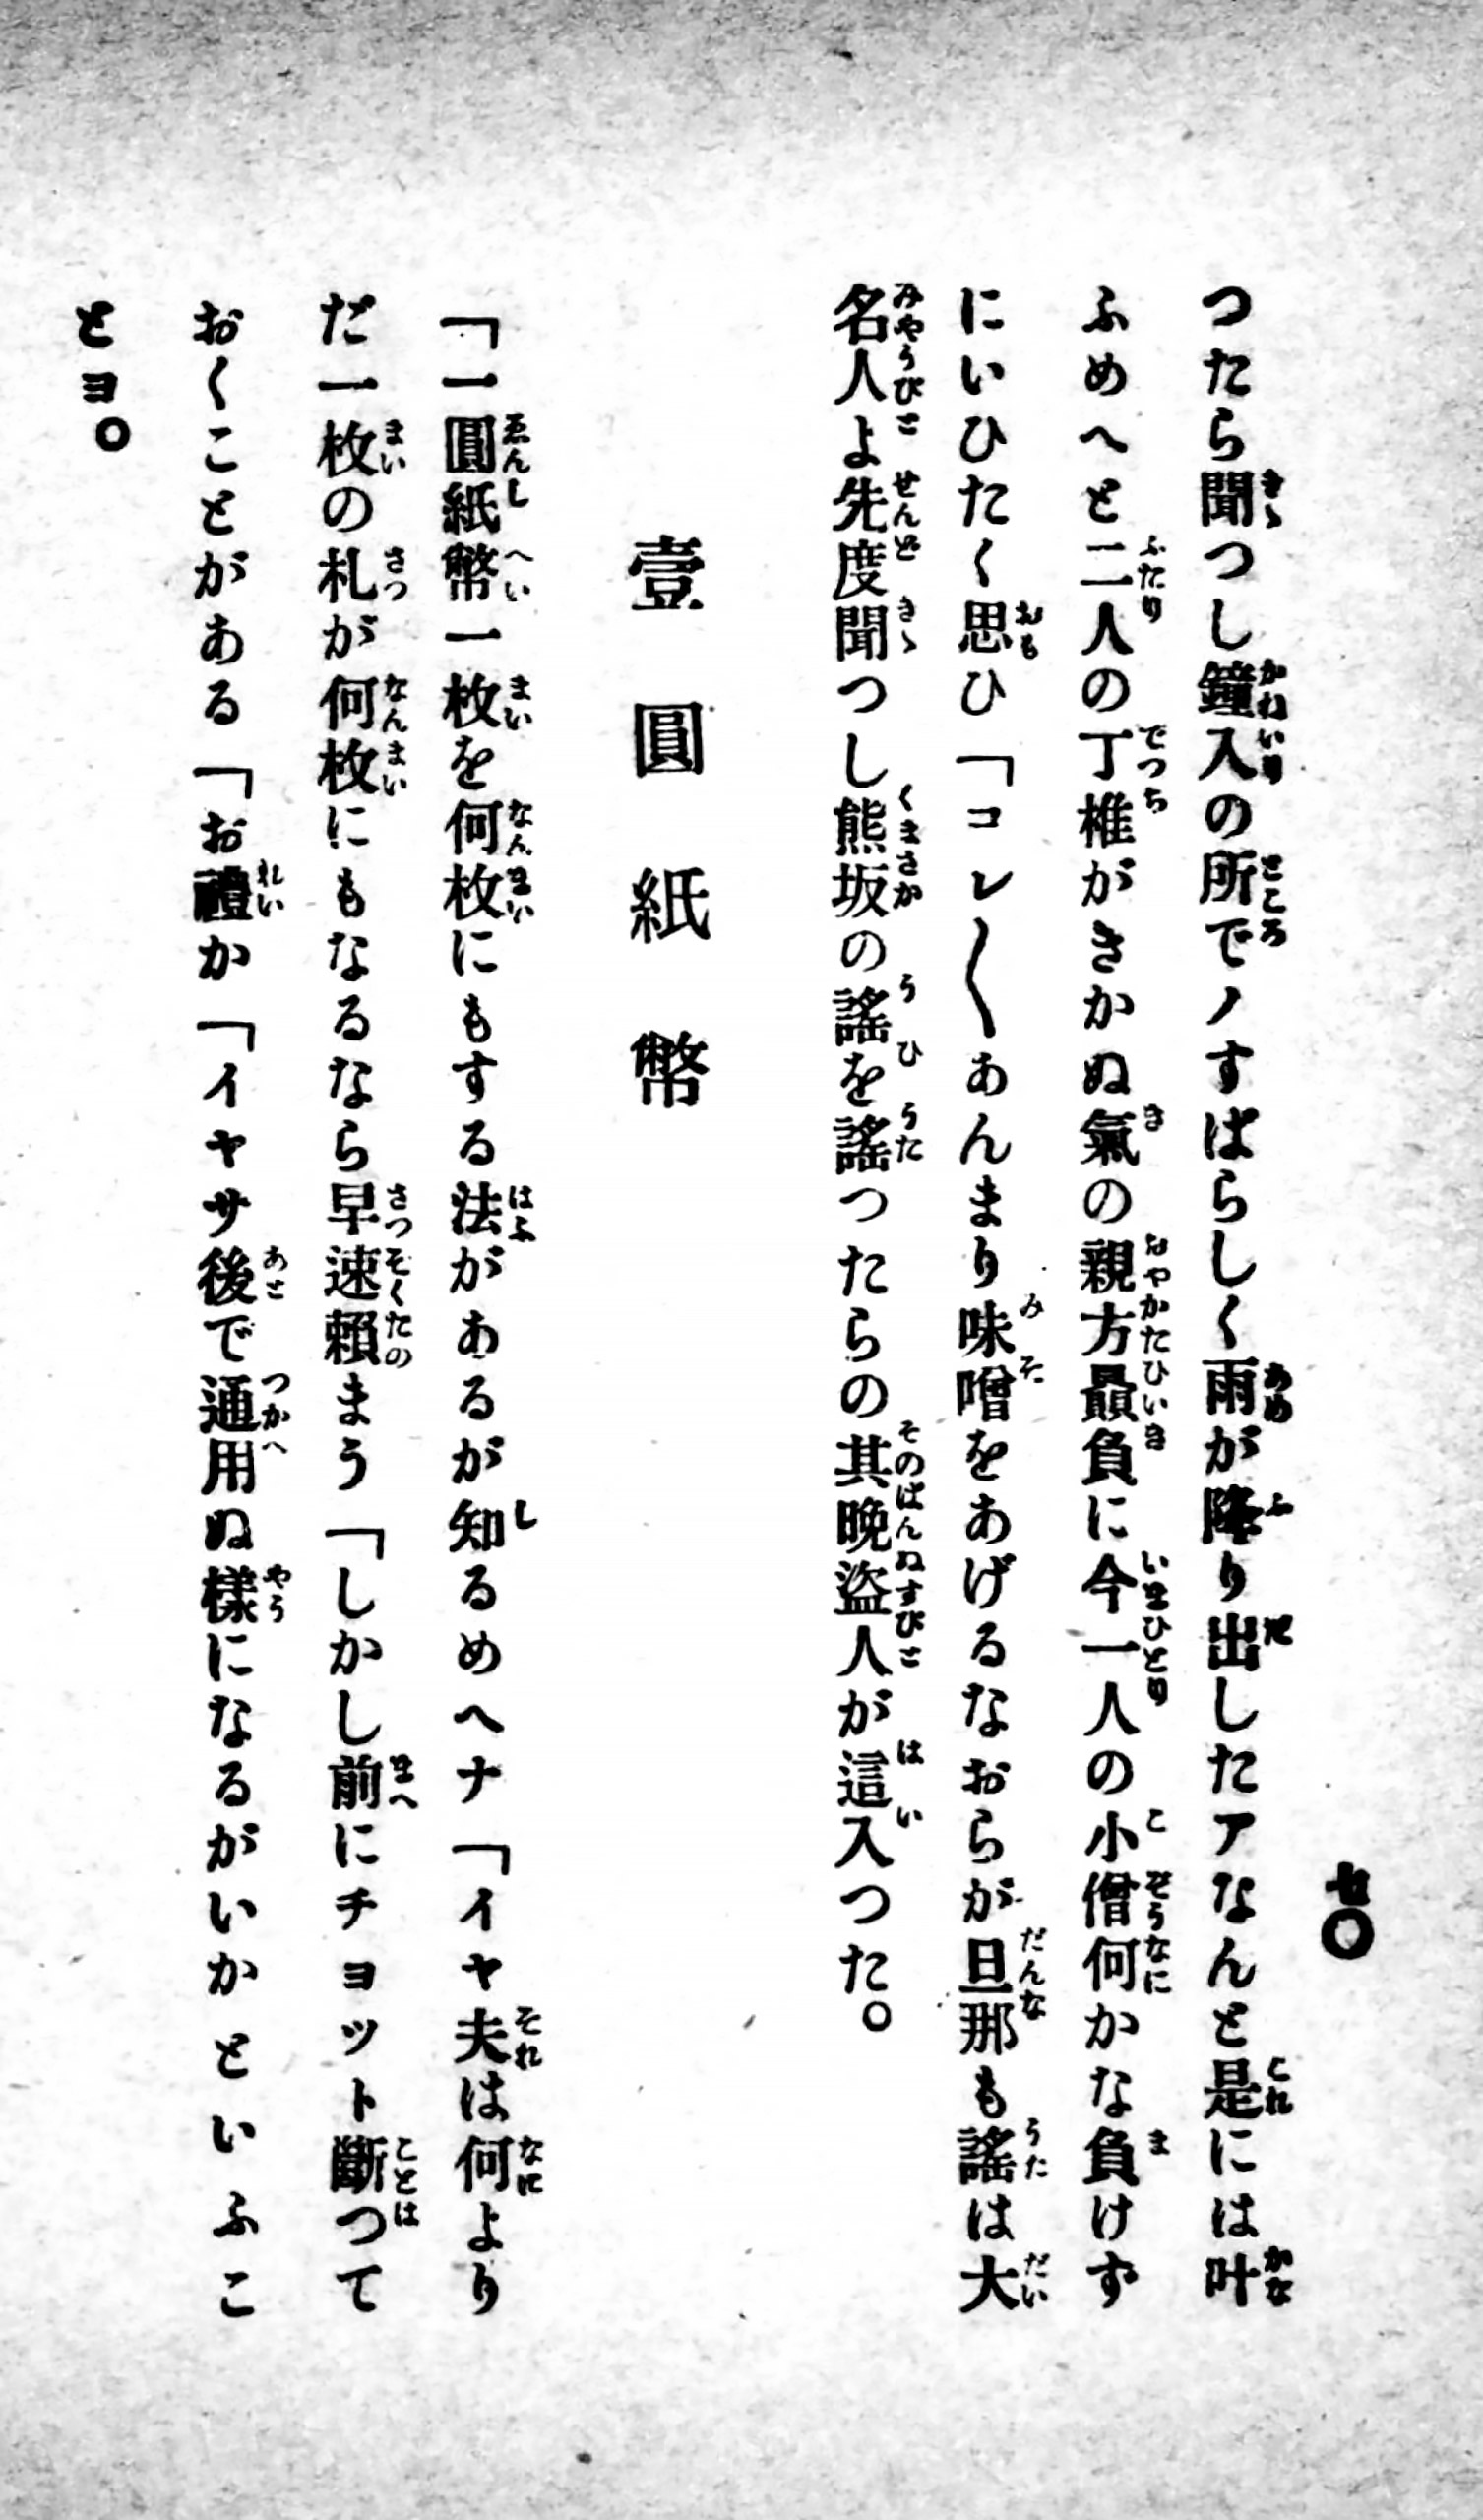 七〇
つたら聞つし鐘入の所でノすばらしく雨が降り出したアなんと是には叶
ふめへと二人の丁椎がきかぬ氣の親方贔負に今一人の小僧何かな負けず
にいひたく思ひ「コレ〳〵あんまり味噌をあげるなおらが旦那も謠は大
名人よ先度聞つし熊坂の謠を謠つたらの其晩盜人が這入つた。
壹圓紙幣
「一圓紙幣一枚を何枚にもする法があるが知るめへナ「イヤ夫は何より
だ一枚の札が何枚にもなるなら早速賴まう「しかし前にチョット斷つて
おくことがある「お禮か「イヤサ後で通用ぬ樣になるがいいかといふこ
とヨ。